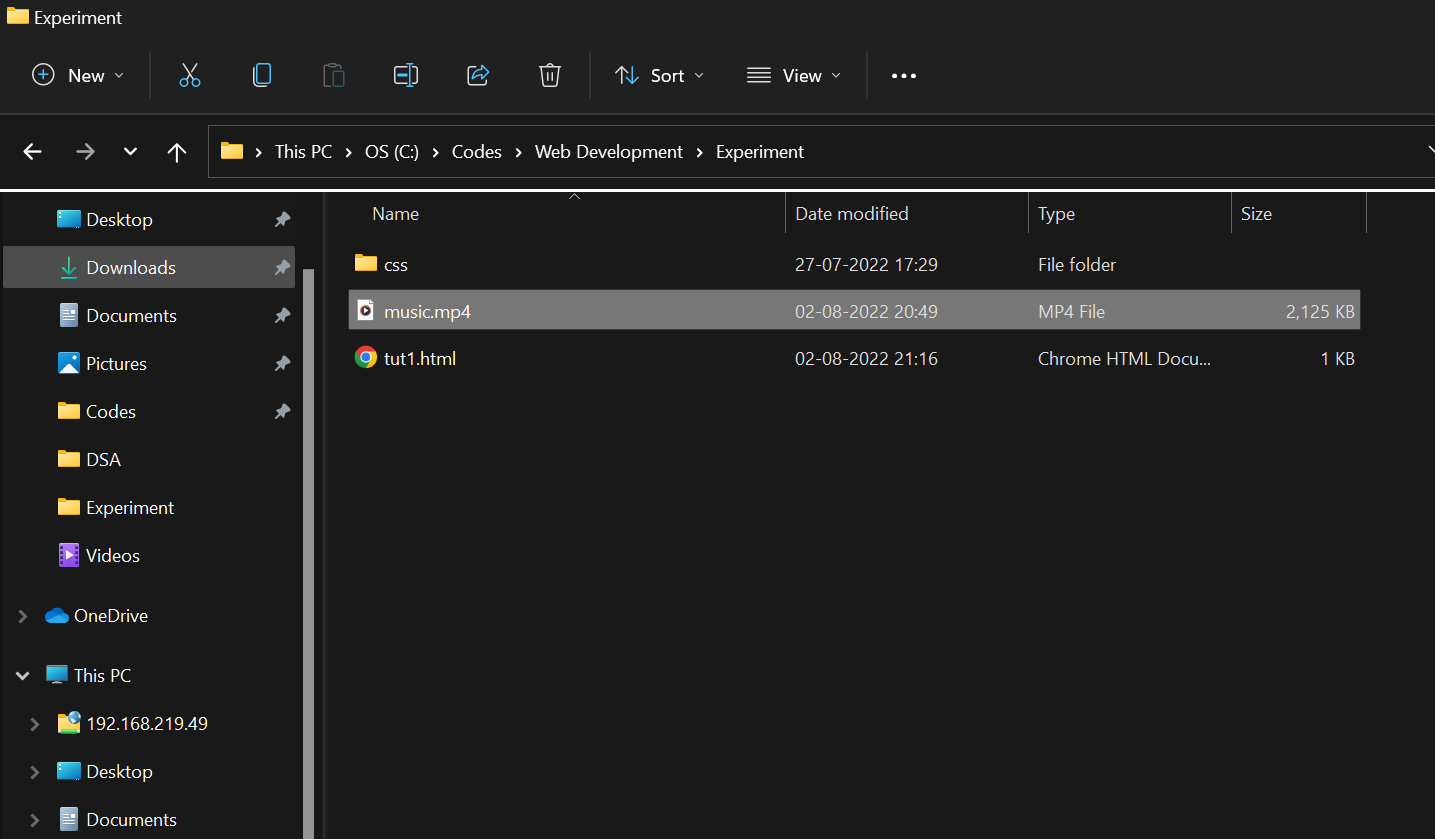 Experiment
New Sort View
This PC OS (C:) Codes Web Development Experiment
Name Date modified Type Size
css 27-07-2022 17:29 File folder
music.mp4 02-08-2022 20:49 MP4 File 2,125 KB
tut1.html 02-08-2022 21:16 Chrome HTML Docu... 1 KB
Desktop
Downloads
Documents
Pictures
Codes
DSA
Experiment
Videos
OneDrive
This PC
192.168.219.49
Desktop
Documents